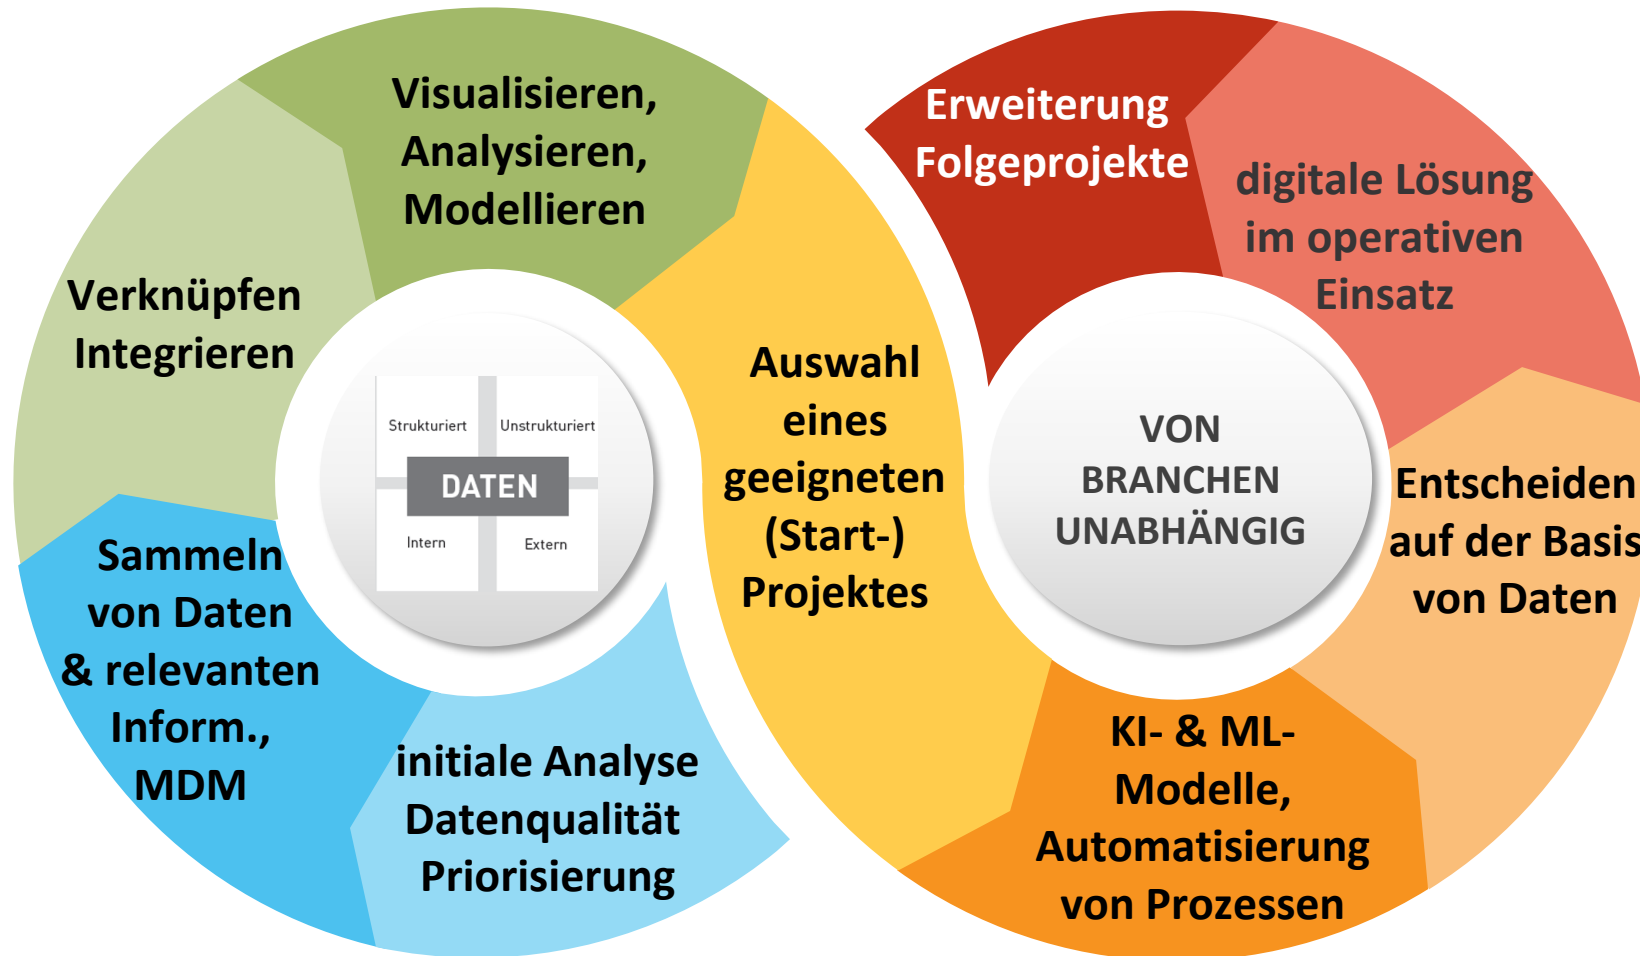 Visualisieren,
Analysieren,
Modellieren
Verknüpfen
Integrieren
Sammeln
von Daten
& relevanten
Inform.,
MDM
initiale Analyse
Datenqualität
Priorisierung
Strukturiert
Unstrukturiert
DATEN
Intern
Extern
Auswahl
eines
geeigneten
(Start-)
Projektes
Erweiterung
Folgeprojekte
digitale Lösung
im operativen
Einsatz
VON
BRANCHEN
UNABHÄNGIG
Entscheiden
auf der Basis
von Daten
KI- & ML-
Modelle,
Automatisierung
von Prozessen